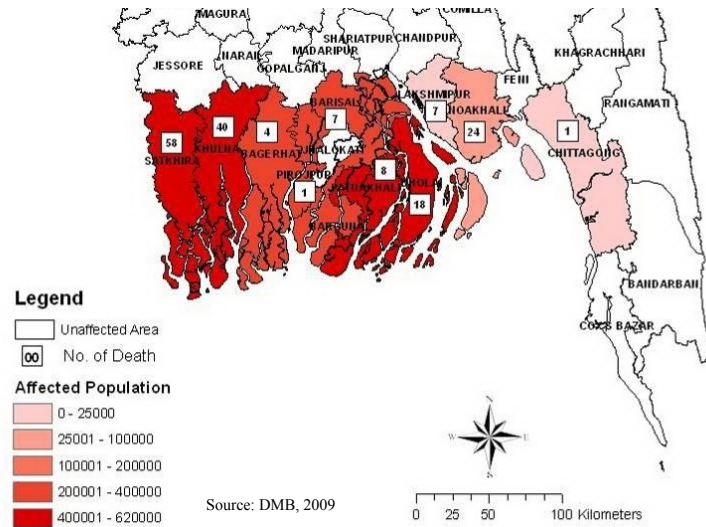 MAGURA
COMILLA
SHARIATPUR
CHANDPUR
NARAIL
MADARIPUR
KHAGRACHHARI
JESSORE
GOPALGANJ
FENI
LAKSHMIPUR
BARISAL
RANGAMATI
7
NOAKHALI
40
7
1
58
4
24
KHULNA
JHALOKATI
CHITTAGONG
SATKHIRA
BAGERHAT
PIROJPUR
8
1
PATUAKHALI
BHOLA
18
BARGUNA
BANDARBAN
COX'S BAZAR
Legend
Unaffected Area
00 No. of Death
Affected Population
0 - 25000
25001 - 100000
100001 - 200000
200001 - 400000
400001 - 620000
Source: DMB, 2009
N
W E
0 25 50 100 Kilometers